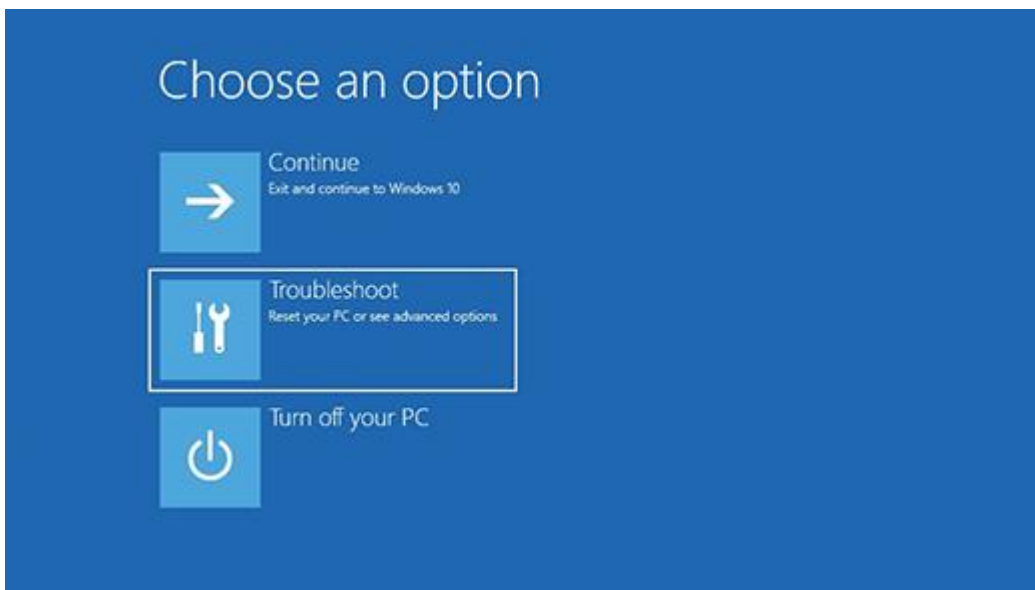 Choose an option
Continue
Exit and continue to Windows 10
Troubleshoot
Reset your PC or see advanced options
Turn off your PC